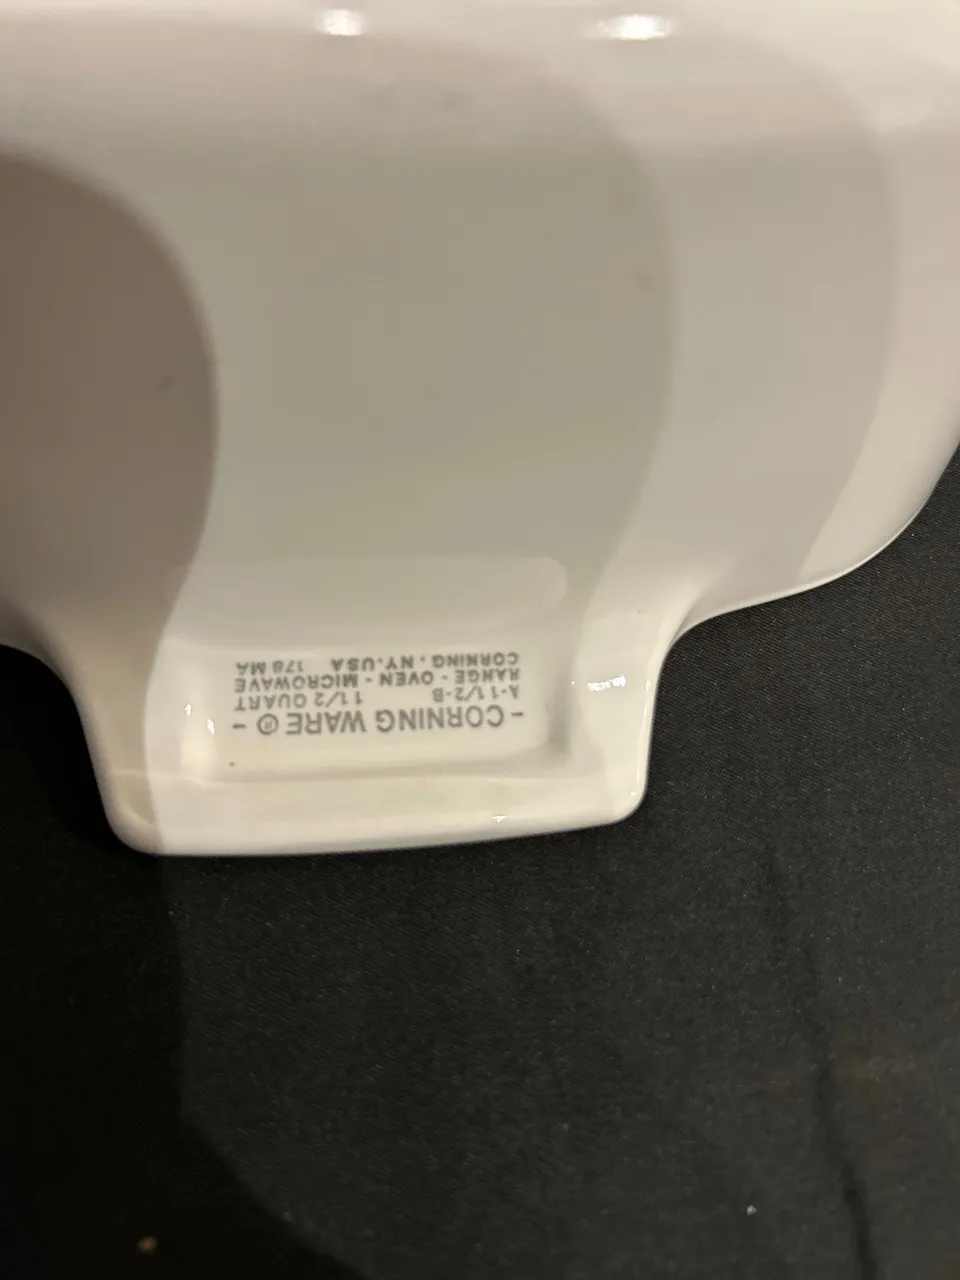 - CORNING WARE ® -
A-1 1/2-B 1 1/2 QUART
RANGE - OVEN - MICROWAVE
CORNING, NY. USA 178 MA